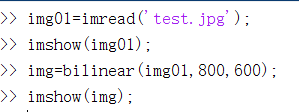 >> img01=imread('test.jpg');
>> imshow(img01);
>> img=bilinear(img01,800,600);
>> imshow(img);